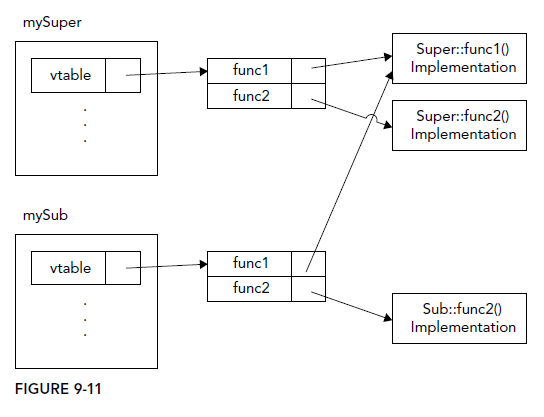 mySuper
vtable
func1
func2
Super::func1()
Implementation
Super::func2()
Implementation
mySub
vtable
func1
func2
Sub::func2()
Implementation
FIGURE 9-11